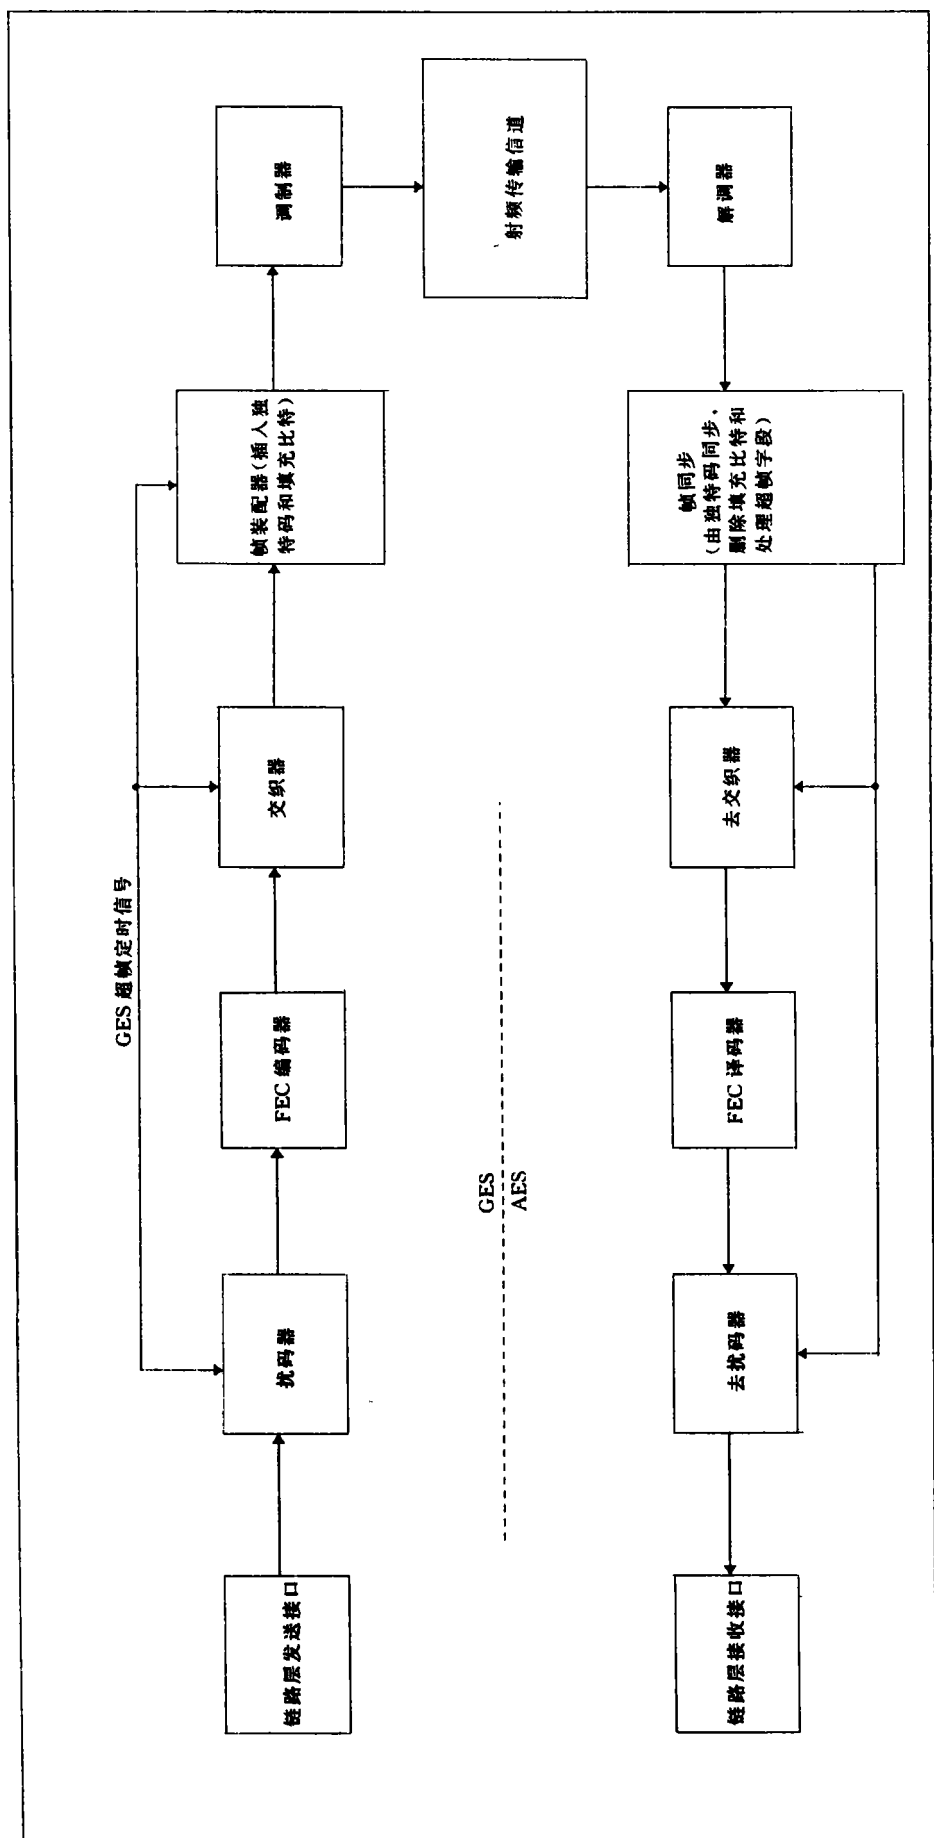 GES 超帧定时信号
链路层发送接口
扰码器
FEC 编码器
交织器
帧装配器(插入独
特码和填充比特)
调制器
射频传输信道
GES
AES
解调器
帧同步
(由独特码同步,
删除填充比特和
处理超帧字段)
去交织器
FEC 译码器
去扰码器
链路层接收接口